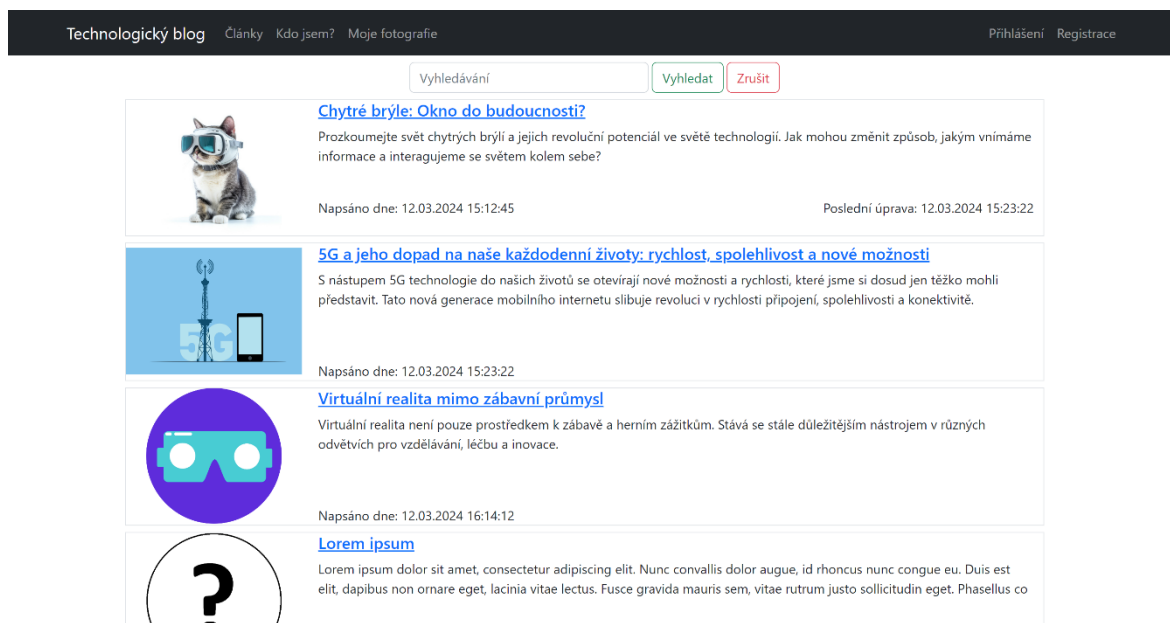 Technologický blog Články Kdo jsem? Moje fotografie Přihlášení Registrace
Vyhledávání Vyhledat Zrušit
Chytré brýle: Okno do budoucnosti?
Prozkoumejte svět chytrých brýlí a jejich revoluční potenciál ve světě technologií. Jak mohou změnit způsob, jakým vnímáme
informace a interagujeme se světem kolem sebe?
Napsáno dne: 12.03.2024 15:12:45 Poslední úprava: 12.03.2024 15:23:22
5G
5G a jeho dopad na naše každodenní životy: rychlost, spolehlivost a nové možnosti
S nástupem 5G technologie do našich životů se otevírají nové možnosti a rychlosti, které jsme si dosud jen těžko mohli
představit. Tato nová generace mobilního internetu slibuje revoluci v rychlosti připojení, spolehlivosti a konektivitě.
Napsáno dne: 12.03.2024 15:23:22
Virtuální realita mimo zábavní průmysl
Virtuální realita není pouze prostředkem k zábavě a herním zážitkům. Stává se stále důležitějším nástrojem v různých
odvětvích pro vzdělávání, léčbu a inovace.
Napsáno dne: 12.03.2024 16:14:12
?
Lorem ipsum
Lorem ipsum dolor sit amet, consectetur adipiscing elit. Nunc convallis dolor augue, id rhoncus nunc congue eu. Duis est
elit, dapibus non ornare eget, lacinia vitae lectus. Fusce gravida mauris sem, vitae rutrum justo sollicitudin eget. Phasellus co